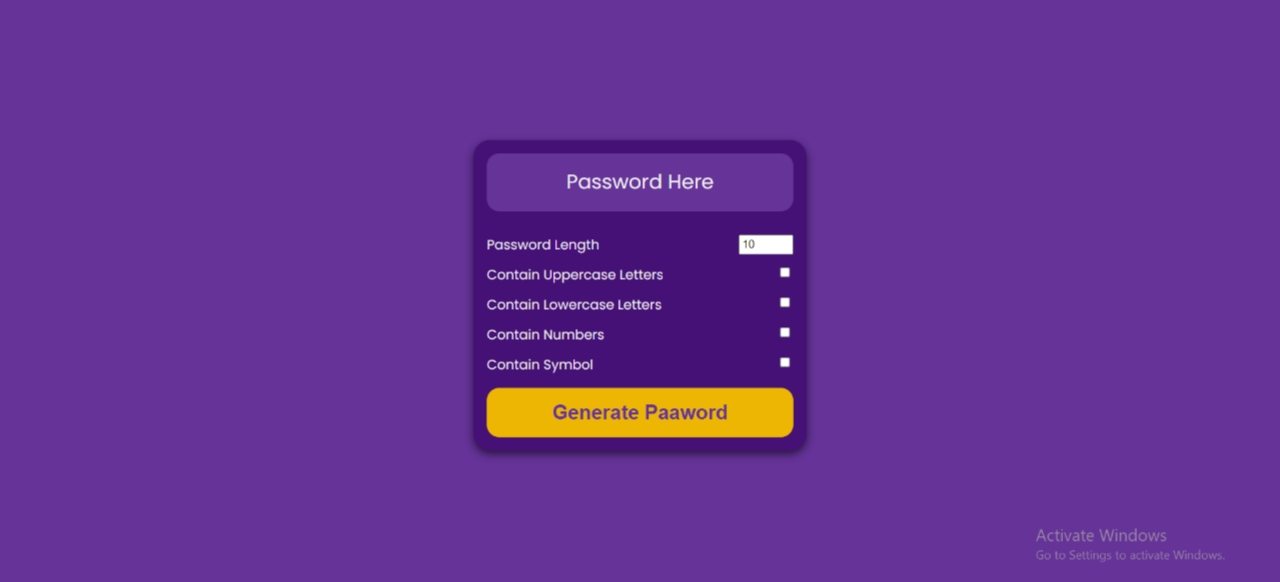 Password Here
Password Length 10
Contain Uppercase Letters
Contain Lowercase Letters
Contain Numbers
Contain Symbol
Generate Paaword
Activate Windows
Go to Settings to activate Windows.